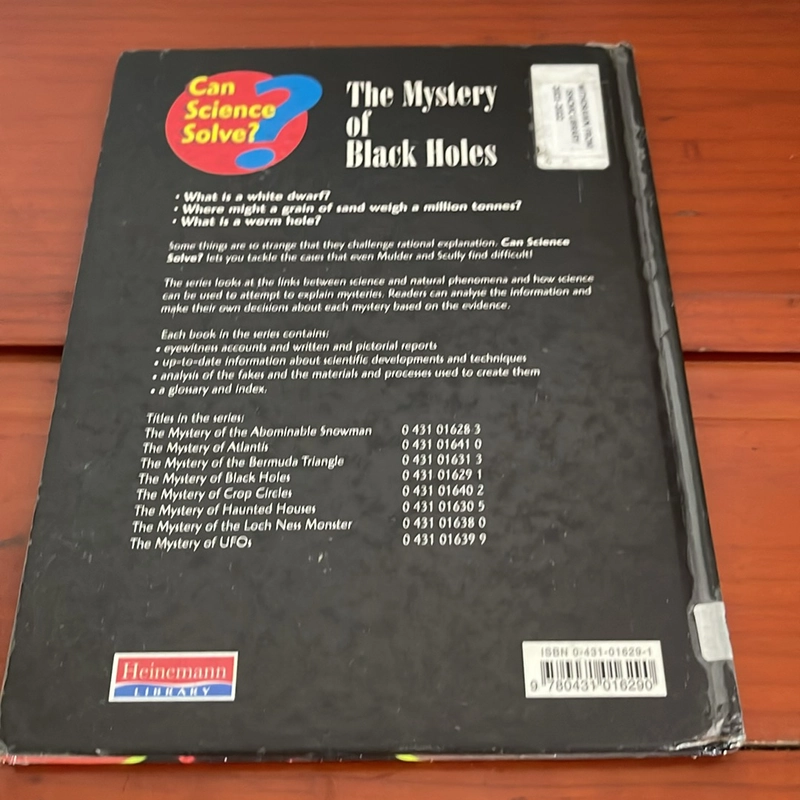 Can
Science
Solve?
?
The Mystery
of
Black Holes
• What is a white dwarf?
• Where might a grain of sand weigh a million tonnes?
• What is a worm hole?
Some things are so strange that they challenge rational explanation. Can Science
Solve? lets you tackle the cases that even Mulder and Scully find difficult!
The series looks at the links between science and natural phenomena and how science
can be used to attempt to explain mysteries. Readers can analyse the information and
make their own decisions about each mystery based on the evidence.
Each book in the series contains:
• eyewitness accounts and written and pictorial reports
• up-to-date information about scientific developments and techniques
• analysis of the fakes and the materials and processes used to create them
• a glossary and index.
Titles in the series:
The Mystery of the Abominable Snowman 0 431 01628 3
The Mystery of Atlantis 0 431 01641 0
The Mystery of the Bermuda Triangle 0 431 01631 3
The Mystery of Black Holes 0 431 01629 1
The Mystery of Crop Circles 0 431 01640 2
The Mystery of Haunted Houses 0 431 01630 5
The Mystery of the Loch Ness Monster 0 431 01638 0
The Mystery of UFOs 0 431 01639 9
Heinemann
LIBRARY
ISBN 0-431-01629-1
9 780431 016290